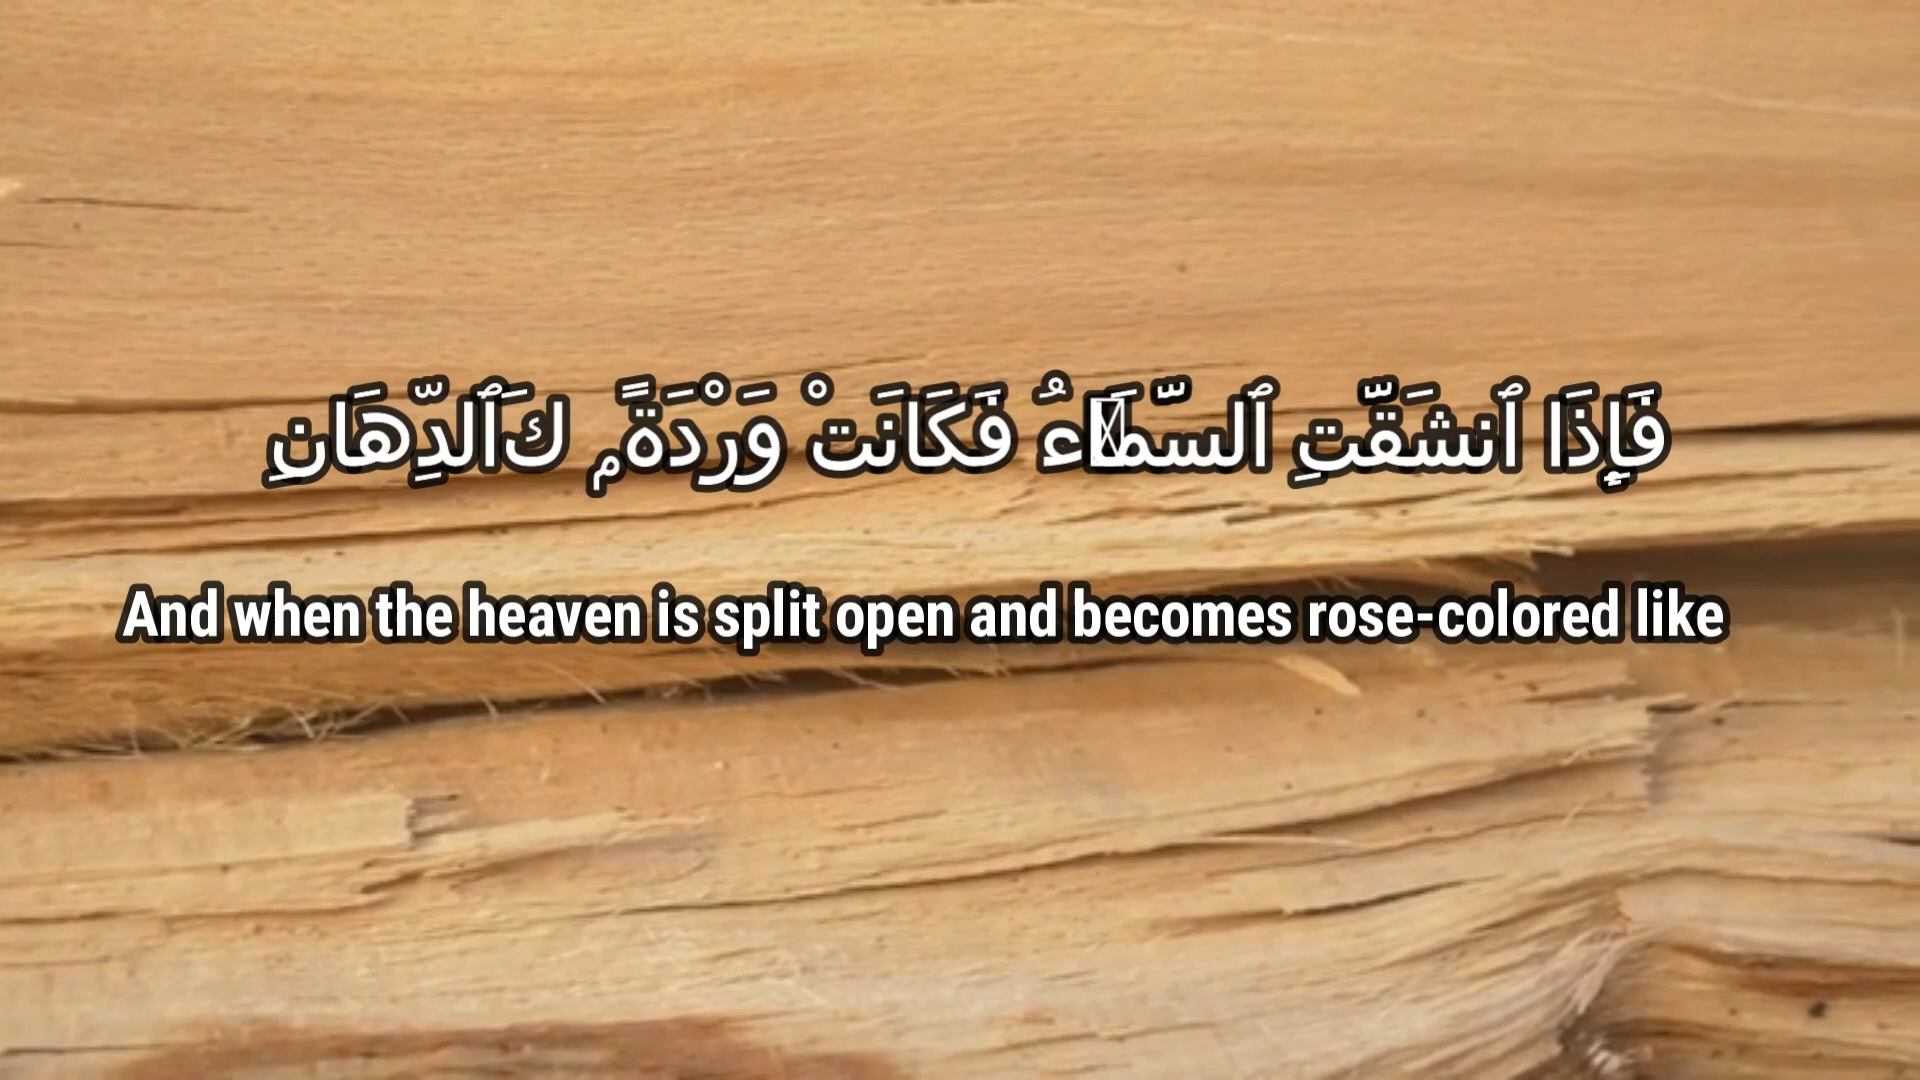 فَإِذَا ٱنشَقَّتِ ٱلسَّمَآءُ فَكَانَتْ وَرْدَةًۭ كَٱلدِّهَانِ
And when the heaven is split open and becomes rose-colored like